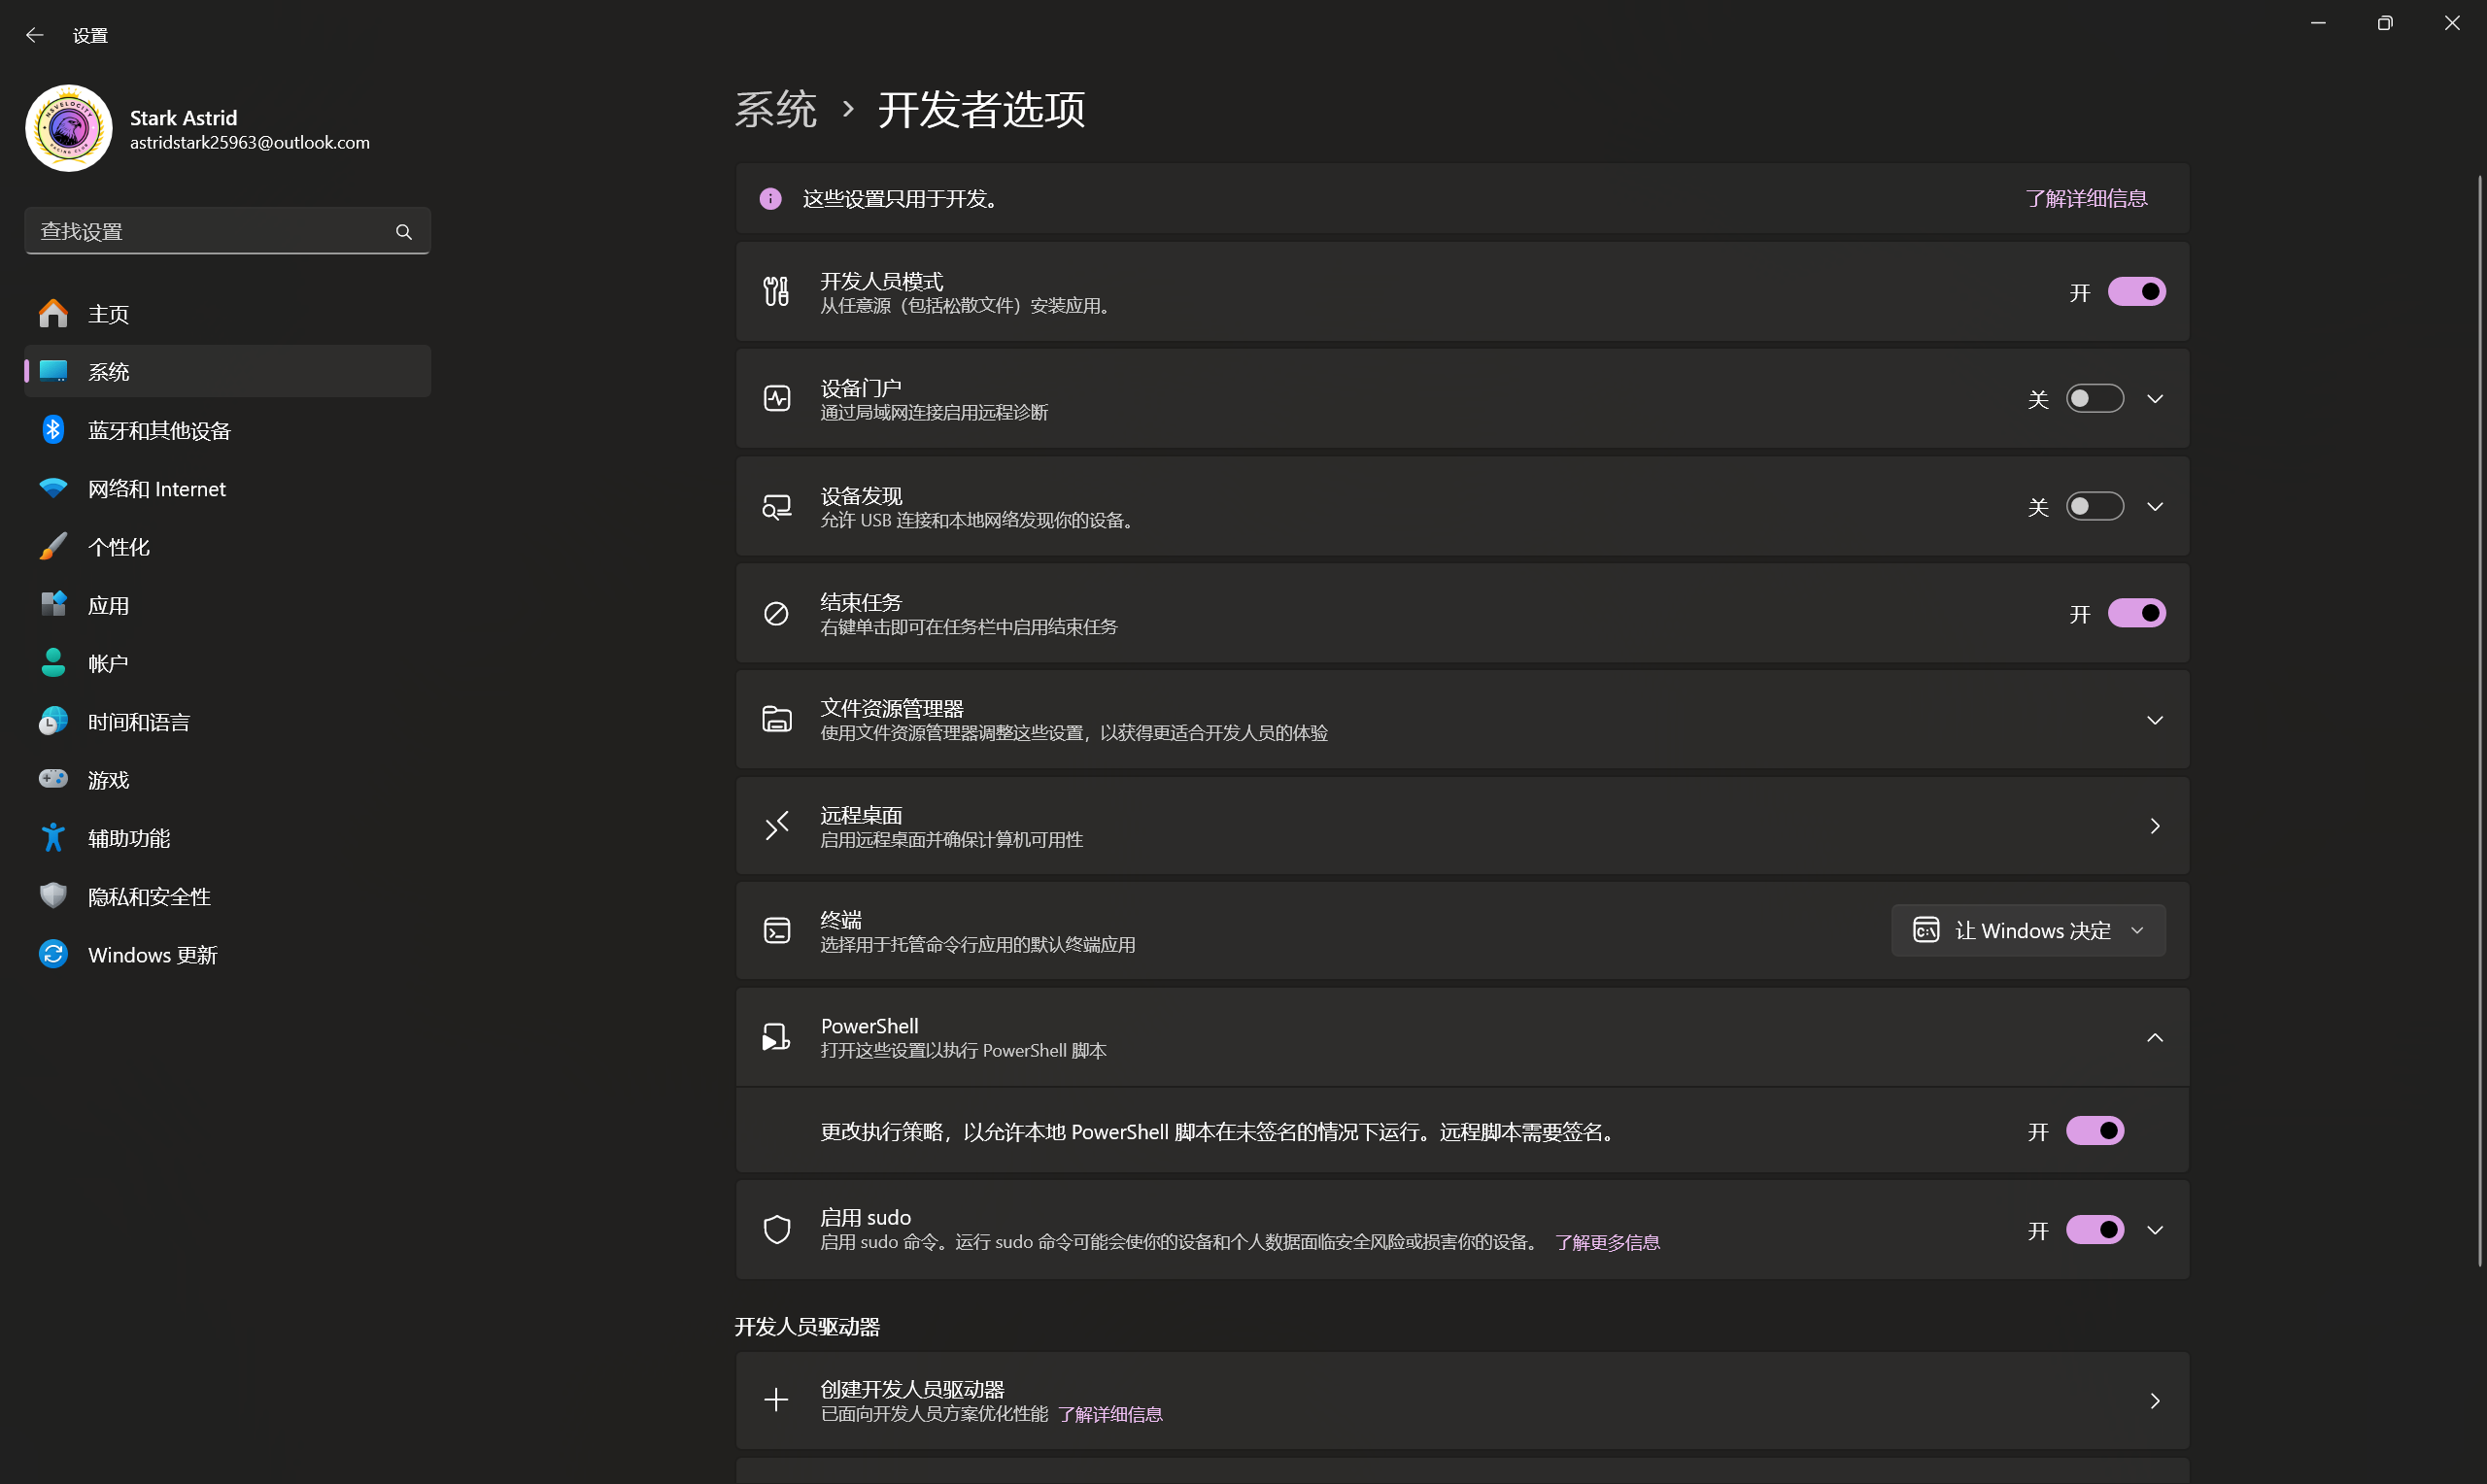 设置
Stark Astrid
astridstark25963@outlook.com
查找设置
主页
系统
蓝牙和其他设备
网络和 Internet
个性化
应用
帐户
时间和语言
游戏
辅助功能
隐私和安全性
Windows 更新
系统 › 开发者选项
这些设置只用于开发。
了解详细信息
开发人员模式
从任意源（包括松散文件）安装应用。
开
设备门户
通过局域网连接启用远程诊断
关
设备发现
允许 USB 连接和本地网络发现你的设备。
关
结束任务
右键单击即可在任务栏中启用结束任务
开
文件资源管理器
使用文件资源管理器调整这些设置，以获得更适合开发人员的体验
远程桌面
启用远程桌面并确保计算机可用性
终端
选择用于托管命令行应用的默认终端应用
让 Windows 决定
PowerShell
打开这些设置以执行 PowerShell 脚本
更改执行策略，以允许本地 PowerShell 脚本在未签名的情况下运行。远程脚本需要签名。
开
启用 sudo
启用 sudo 命令。运行 sudo 命令可能会使你的设备和个人数据面临安全风险或损害你的设备。 了解更多信息
开
开发人员驱动器
创建开发人员驱动器
已面向开发人员方案优化性能 了解详细信息